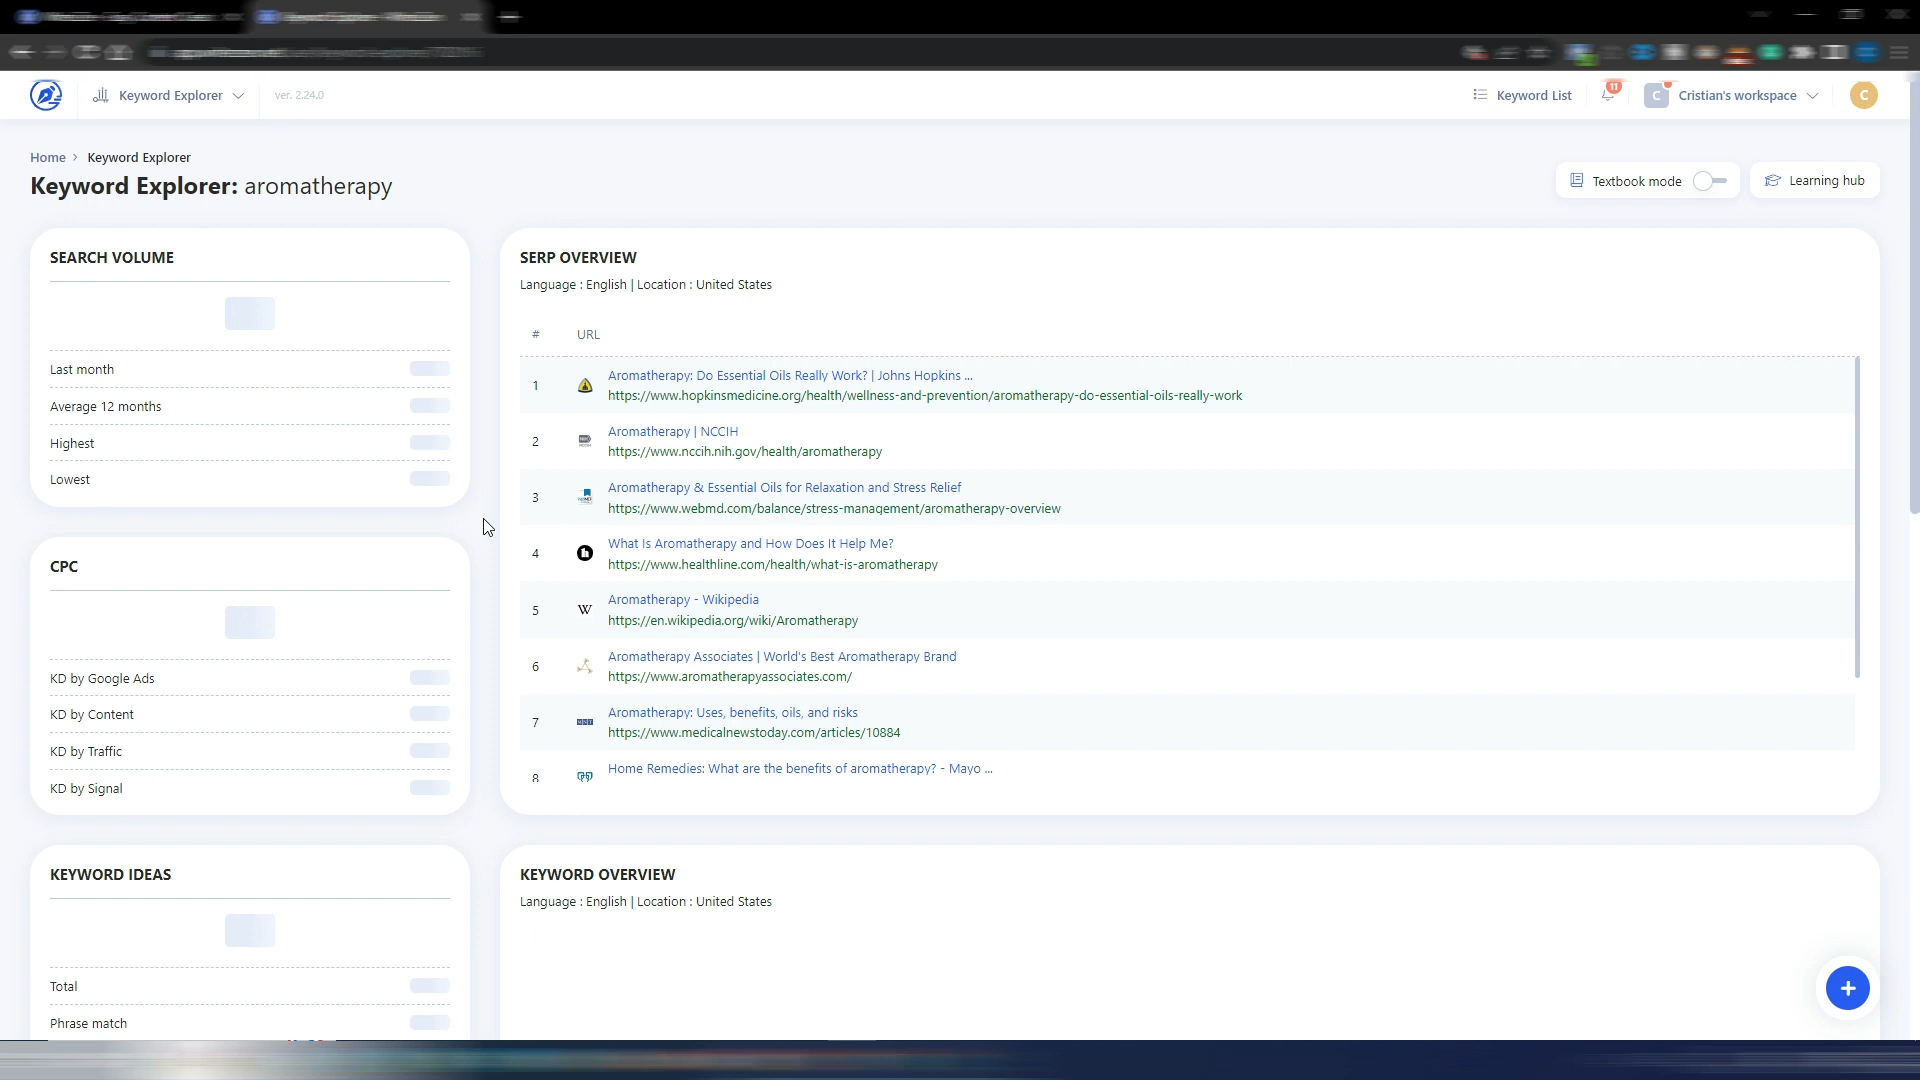 Keyword Explorer
ver. 2.24.0
Keyword List
11
C
Cristian's workspace
C
Home > Keyword Explorer
Keyword Explorer: aromatherapy
Textbook mode
Learning hub
SEARCH VOLUME
Last month
Average 12 months
Highest
Lowest
CPC
KD by Google Ads
KD by Content
KD by Traffic
KD by Signal
KEYWORD IDEAS
Total
Phrase match
SERP OVERVIEW
Language : English | Location : United States
# URL
1
Aromatherapy: Do Essential Oils Really Work? | Johns Hopkins ...
https://www.hopkinsmedicine.org/health/wellness-and-prevention/aromatherapy-do-essential-oils-really-work
2
Aromatherapy | NCCIH
https://www.nccih.nih.gov/health/aromatherapy
3
Aromatherapy & Essential Oils for Relaxation and Stress Relief
https://www.webmd.com/balance/stress-management/aromatherapy-overview
4
What Is Aromatherapy and How Does It Help Me?
https://www.healthline.com/health/what-is-aromatherapy
5
W
Aromatherapy - Wikipedia
https://en.wikipedia.org/wiki/Aromatherapy
6
Aromatherapy Associates | World's Best Aromatherapy Brand
https://www.aromatherapyassociates.com/
7
Aromatherapy: Uses, benefits, oils, and risks
https://www.medicalnewstoday.com/articles/10884
8
Home Remedies: What are the benefits of aromatherapy? - Mayo ...
KEYWORD OVERVIEW
Language : English | Location : United States